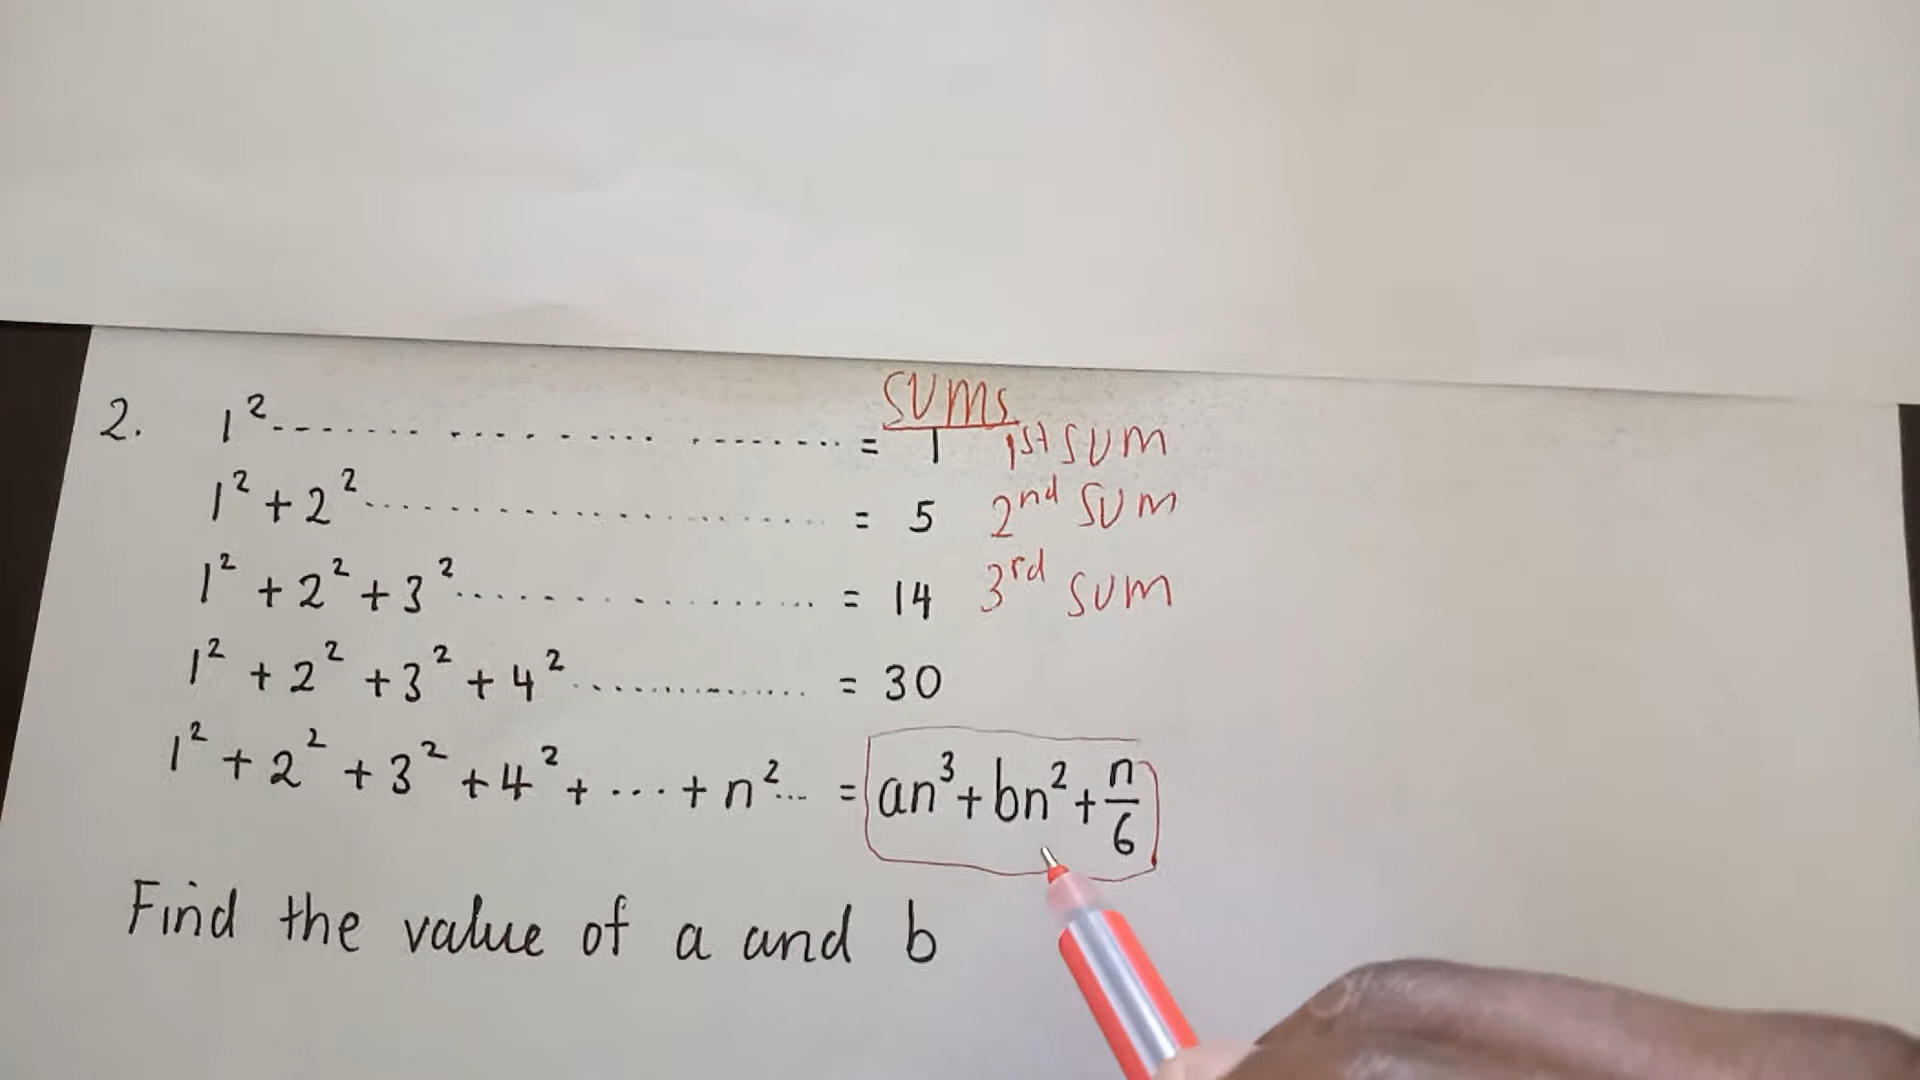 SUMS
2. 1²..................... = 1 1st SUM
1² + 2²..................... = 5 2nd SUM
1² + 2² + 3²................. = 14 3rd SUM
1² + 2² + 3² + 4²............... = 30
1² + 2² + 3² + 4² + ... + n²... = an³ + bn² + n/6
Find the value of a and b